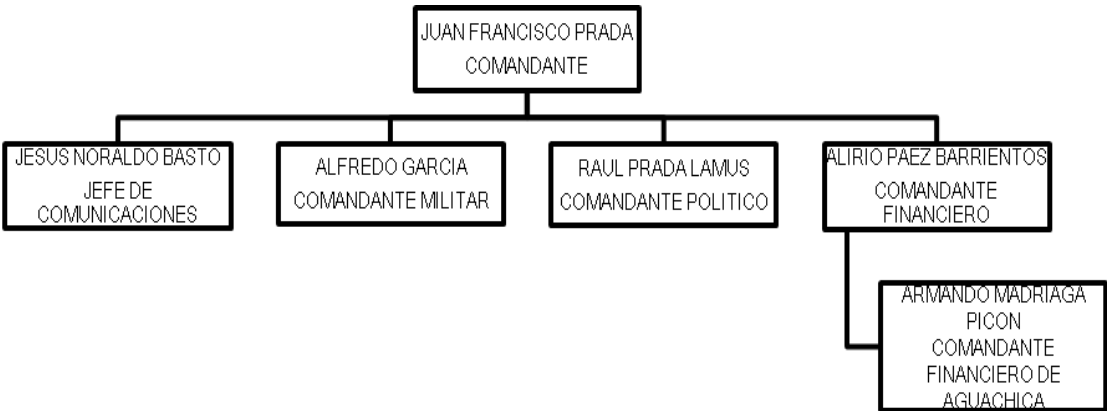 JUAN FRANCISCO PRADA
COMANDANTE
JESUS NORALDO BASTO
JEFE DE
COMUNICACIONES
ALFREDO GARCIA
COMANDANTE MILITAR
RAUL PRADA LAMUS
COMANDANTE POLITICO
ALIRIO PAEZ BARRIENTOS
COMANDANTE
FINANCIERO
ARMANDO MADRIAGA
PICON
COMANDANTE
FINANCIERO DE
AGUACHICA